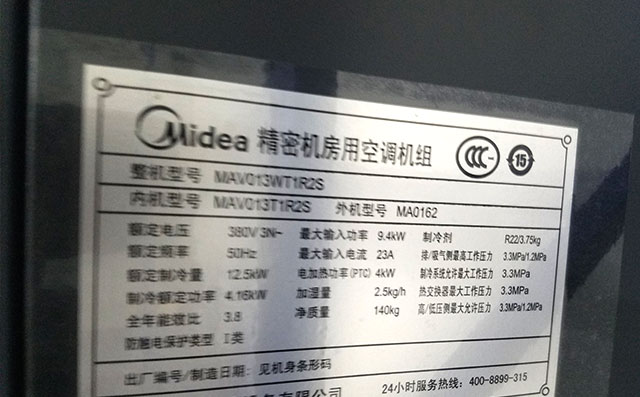 Midea 精密机房用空调机组 CCC 15
整机型号 MAV013WT1R2S
内机型号 MAV013T1R2S 外机型号 MA0162
额定电压 380V 3N~ 最大输入功率 9.4kW 制冷剂 R22/3.75kg
额定频率 50Hz 最大输入电流 23A 排/吸气侧最高工作压力 3.3MPa/1.2MPa
额定制冷量 12.5kW 电加热功率(PTC) 4kW 制冷系统允许最大工作压力 3.3MPa
制冷额定功率 4.16kW 加湿量 2.5kg/h 热交换器最大工作压力 3.3MPa
全年能效比 3.8 净质量 140kg 高/低压侧最大允许压力 3.3MPa/1.2MPa
防触电保护类型 I类
出厂编号/制造日期：见机身条形码
24小时服务热线：400-8899-315
有限公司